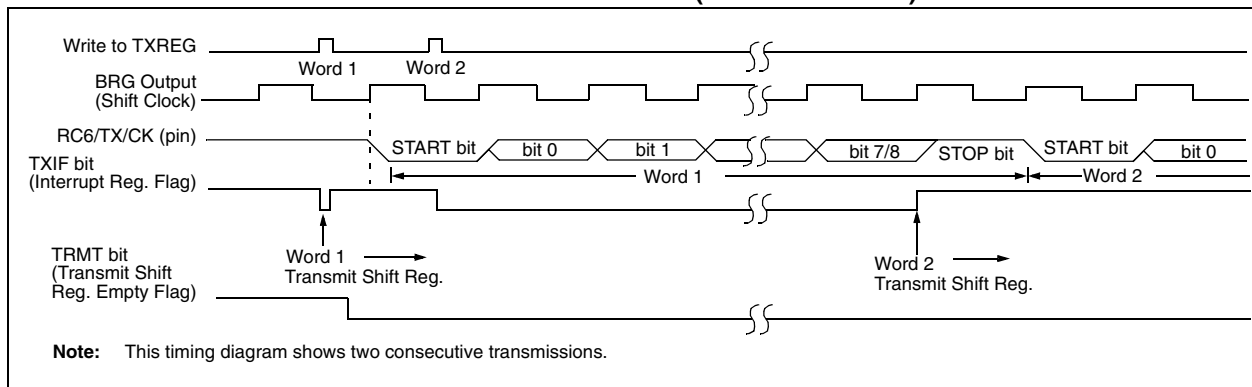 Write to TXREG
Word 1
Word 2
BRG Output
(Shift Clock)
RC6/TX/CK (pin)
START bit
bit 0
bit 1
bit 7/8
STOP bit
START bit
bit 0
TXIF bit
(Interrupt Reg. Flag)
Word 1
Word 2
Word 1
Transmit Shift Reg.
Word 2
Transmit Shift Reg.
TRMT bit
(Transmit Shift
Reg. Empty Flag)
Note: This timing diagram shows two consecutive transmissions.